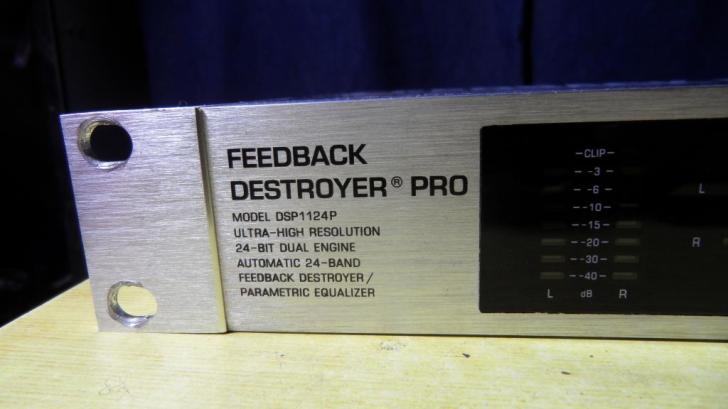 FEEDBACK
DESTROYER® PRO
MODEL DSP1124P
ULTRA-HIGH RESOLUTION
24-BIT DUAL ENGINE
AUTOMATIC 24-BAND
FEEDBACK DESTROYER/
PARAMETRIC EQUALIZER
-CLIP-
--3 -
--6 -
--10-
--15-
--20-
--30-
--40-
L dB R
L
R